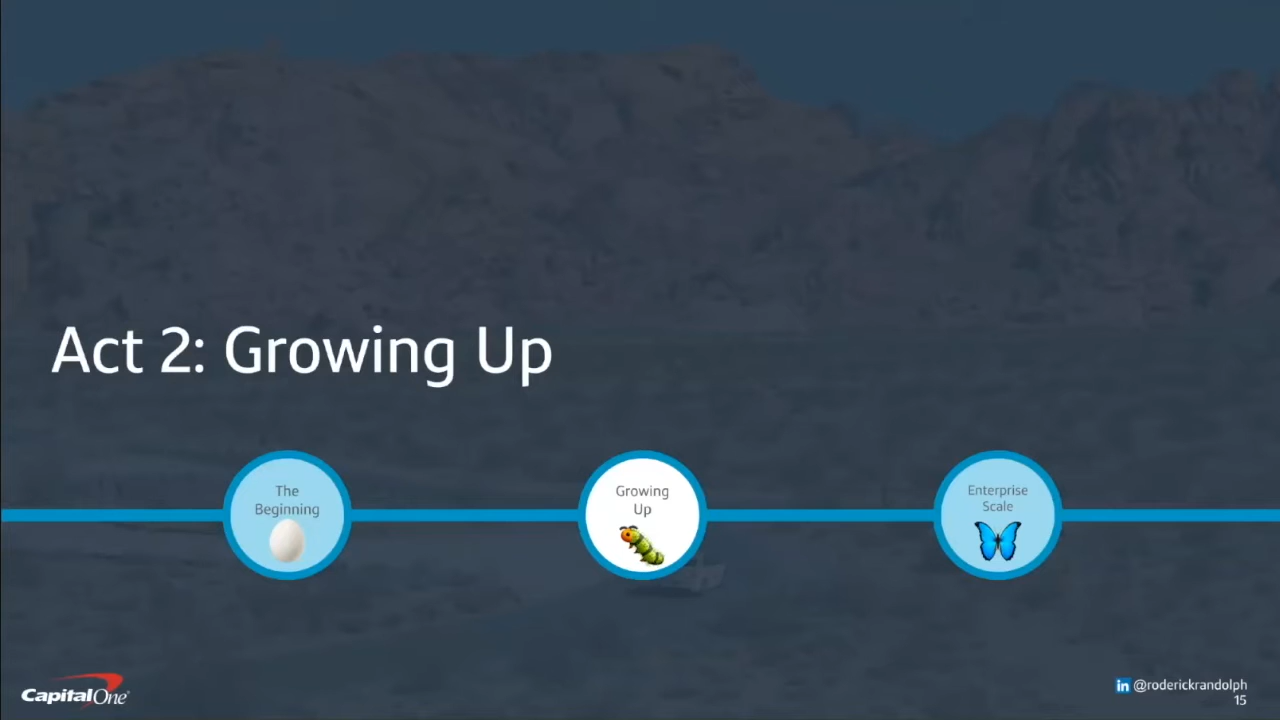 Act 2: Growing Up
The
Beginning
Growing
Up
Enterprise
Scale
Capital One
in @roderickrandolph
15